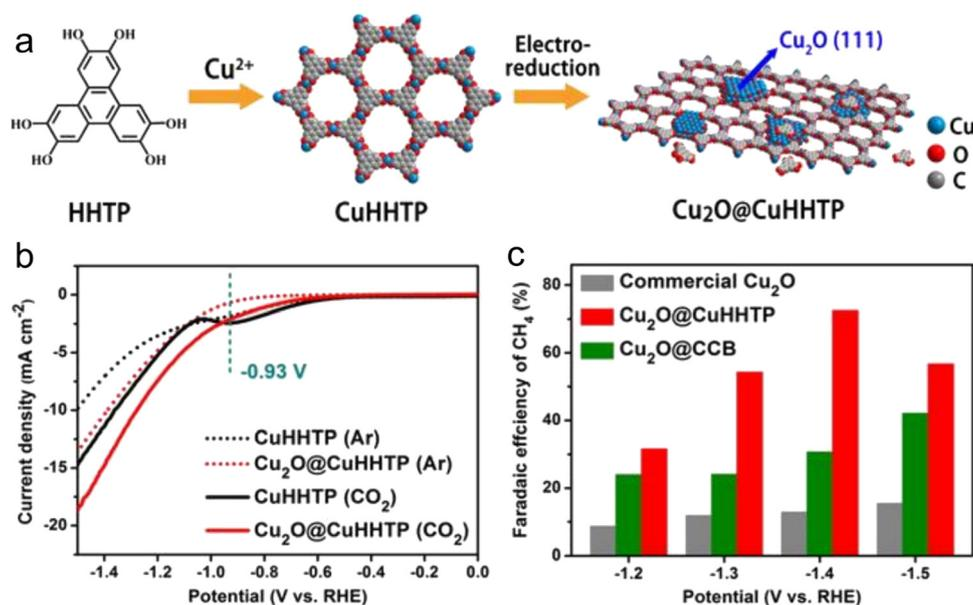 a
OH
OH
HO
OH
HO
OH
HHTP
Cu2+
CuHHTP
Electro-
reduction
Cu2O (111)
Cu2O@CuHHTP
Cu
O
C
b
0
-5
-10
-15
-20
Current density (mA cm-2)
-0.93 V
CuHHTP (Ar)
Cu2O@CuHHTP (Ar)
CuHHTP (CO2)
Cu2O@CuHHTP (CO2)
-1.4 -1.2 -1.0 -0.8 -0.6 -0.4 -0.2 0.0
Potential (V vs. RHE)
c
80
60
40
20
0
Faradaic effciency of CH4 (%)
Commercial Cu2O
Cu2O@CuHHTP
Cu2O@CCB
-1.2 -1.3 -1.4 -1.5
Potential (V vs. RHE)